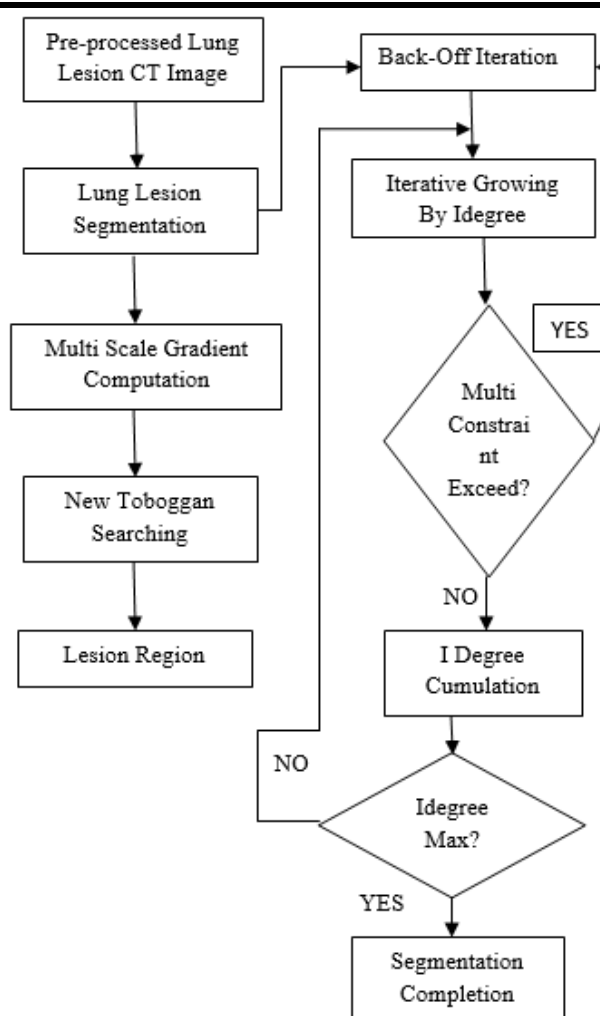 Pre-processed Lung
Lesion CT Image
Lung Lesion
Segmentation
Multi Scale Gradient
Computation
New Toboggan
Searching
Lesion Region
Back-Off Iteration
Iterative Growing
By Idegree
YES
Multi
Constrai
nt
Exceed?
NO
I Degree
Cumulation
NO
Idegree
Max?
YES
Segmentation
Completion